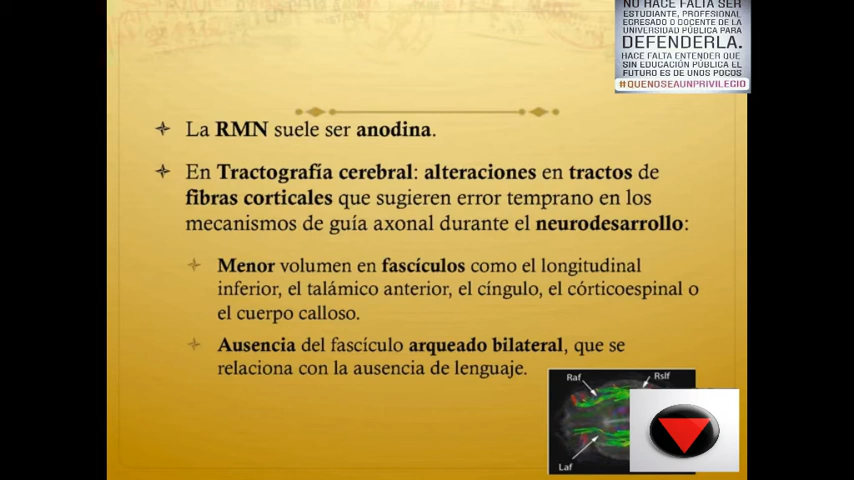 NO HACE FALTA SER
ESTUDIANTE, PROFESIONAL
EGRESADO O DOCENTE DE LA
UNIVERSIDAD PÚBLICA PARA
DEFENDERLA.
HACE FALTA ENTENDER QUE
SIN EDUCACIÓN PÚBLICA EL
FUTURO ES DE UNOS POCOS
#QUENOSEAUNPRIVILEGIO
La RMN suele ser anodina.
En Tractografía cerebral: alteraciones en tractos de
fibras corticales que sugieren error temprano en los
mecanismos de guía axonal durante el neurodesarrollo:
Menor volumen en fascículos como el longitudinal
inferior, el talámico anterior, el cíngulo, el córticoespinal o
el cuerpo calloso.
Ausencia del fascículo arqueado bilateral, que se
relaciona con la ausencia de lenguaje.
Raf
Rslf
Laf